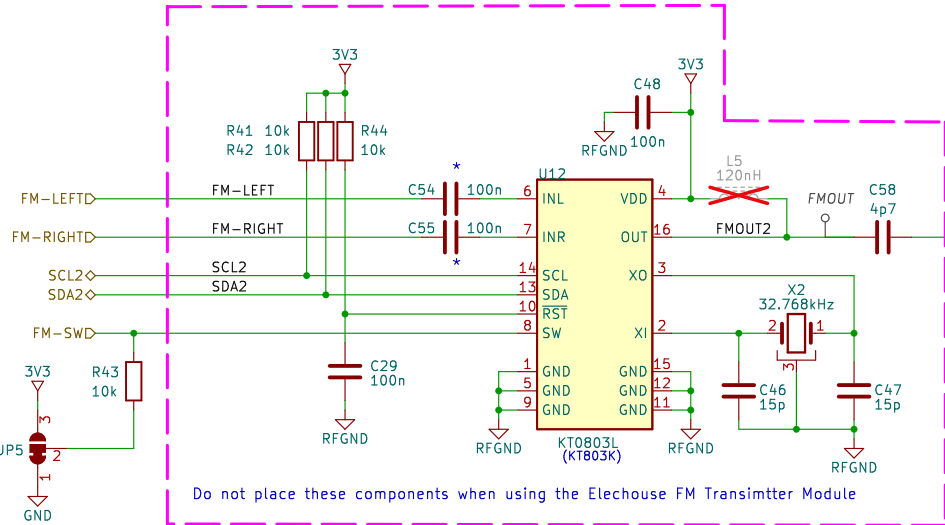 3V3
3V3
C48
100n
RFGND
R41 10k
R42 10k
R44
10k
*
U12
L5
120nH
FM-LEFT
FM-LEFT
C54
100n
6
INL
VDD
4
FMOUT
C58
4p7
FM-RIGHT
FM-RIGHT
C55
100n
7
INR
OUT
16
FMOUT2
*
SCL2
SCL2
14
SCL
XO
3
SDA2
SDA2
13
SDA
X2
32.768kHz
10
RST
FM-SW
8
SW
XI
2
2
1
3
3V3
R43
10k
C29
100n
1
GND
GND
15
5
GND
GND
12
9
GND
GND
11
C46
15p
C47
15p
3
JP5
2
1
GND
RFGND
RFGND
RFGND
RFGND
KT0803L
(KT803K)
Do not place these components when using the Elechouse FM Transimtter Module